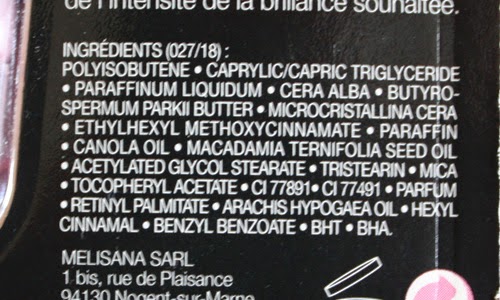 de l'intensité de la brillance souhaitée.
INGRÉDIENTS (027/18) :
POLYISOBUTENE • CAPRYLIC/CAPRIC TRIGLYCERIDE
• PARAFFINUM LIQUIDUM • CERA ALBA • BUTYRO-
SPERMUM PARKII BUTTER • MICROCRISTALLINA CERA
• ETHYLHEXYL METHOXYCINNAMATE • PARAFFIN
• CANOLA OIL • MACADAMIA TERNIFOLIA SEED OIL
• ACETYLATED GLYCOL STEARATE • TRISTEARIN • MICA
• TOCOPHERYL ACETATE • CI 77891• CI 77491 • PARFUM
• RETINYL PALMITATE • ARACHIS HYPOGAEA OIL • HEXYL
CINNAMAL • BENZYL BENZOATE • BHT • BHA.
MELISANA SARL
1 bis, rue de Plaisance
94130 Nogent-sur-Marne